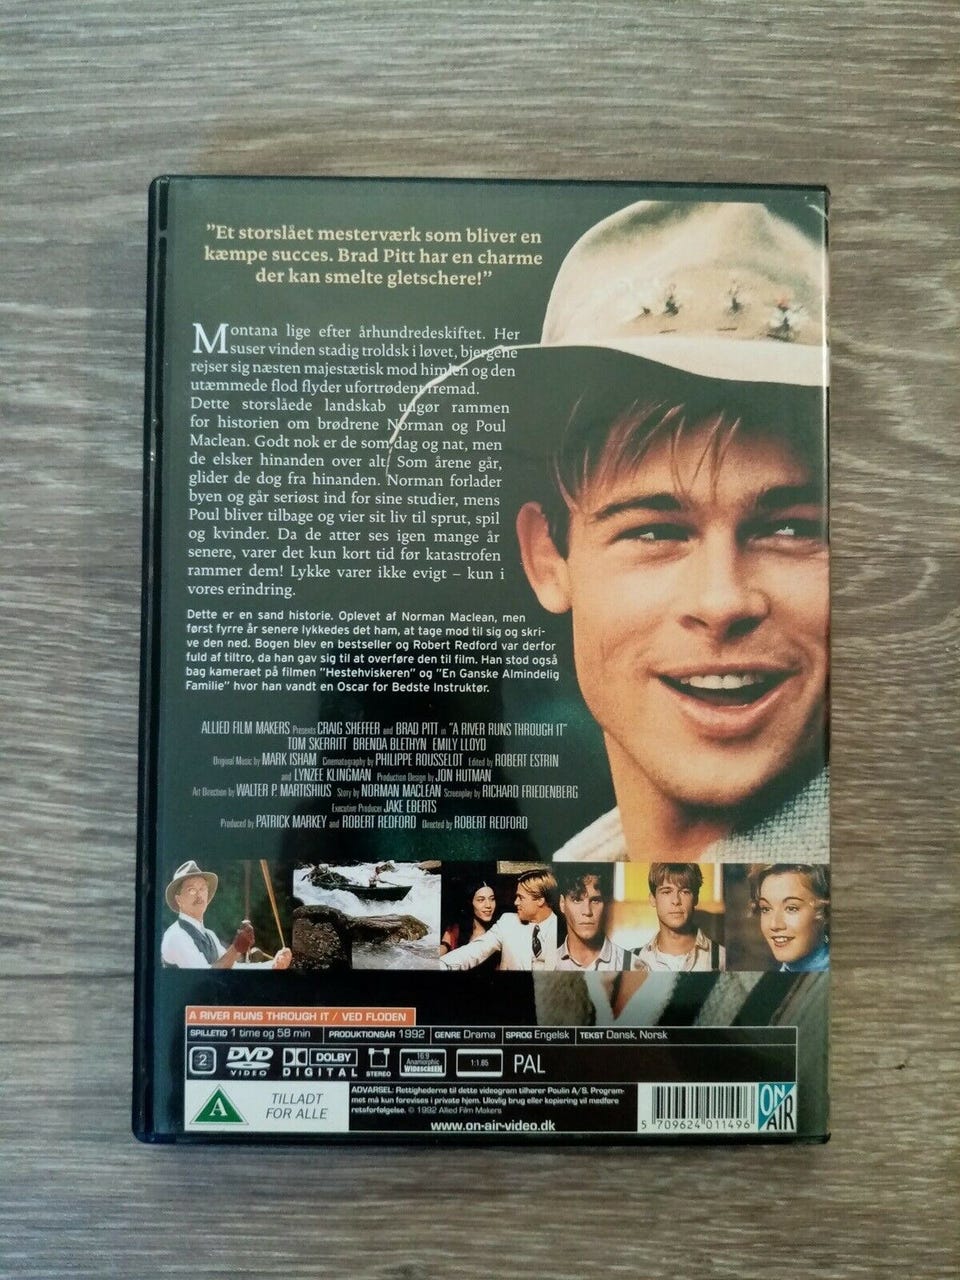 ”Et storslået mesterværk som bliver en
kæmpe succes. Brad Pitt har en charme
der kan smelte gletschere!”
Montana lige efter århundredeskiftet. Her
suser vinden stadig troldsk i løvet, bjergene
rejser sig næsten majestætisk mod himlen og den
utæmmede flod flyder ufortrødent fremad.
Dette storslåede landskab udgør rammen
for historien om brødrene Norman og Poul
Maclean. Godt nok er de som dag og nat, men
de elsker hinanden over alt. Som årene går,
glider de dog fra hinanden. Norman forlader
byen og går seriøst ind for sine studier, mens
Poul bliver tilbage og vier sit liv til sprut, spil
og kvinder. Da de atter ses igen mange år
senere, varer det kun kort tid før katastrofen
rammer dem! Lykke varer ikke evigt – kun i
vores erindring.
Dette er en sand historie. Oplevet af Norman Maclean, men
først fyrre år senere lykkedes det ham, at tage mod til sig og skri-
ve den ned. Bogen blev en bestseller og Robert Redford var derfor
fuld af tiltro, da han gav sig til at overføre den til film. Han stod også
bag kameraet på filmen ”Hestehviskeren” og ”En Ganske Almindelig
Familie” hvor han vandt en Oscar for Bedste Instruktør.
ALLIED FILM MAKERS Presents CRAIG SHEFFER and BRAD PITT in "A RIVER RUNS THROUGH IT"
TOM SKERRITT BRENDA BLETHYN EMILY LLOYD
Original Music by MARK ISHAM Cinematography by PHILIPPE ROUSSELOT Edited by ROBERT ESTRIN
and LYNZEE KLINGMAN Production Design by JON HUTMAN
Art Direction by WALTER P. MARTISHIUS Story by NORMAN MACLEAN Screenplay by RICHARD FRIEDENBERG
Executive Producer JAKE EBERTS
Produced by PATRICK MARKEY and ROBERT REDFORD Directed by ROBERT REDFORD
A RIVER RUNS THROUGH IT / VED FLODEN
SPILLETID 1 time og 58 min PRODUKTIONSÅR 1992 GENRE Drama SPROG Engelsk TEKST Dansk, Norsk
2 DVD VIDEO DOLBY DIGITAL STEREO 16:9 Anamorphic WIDESCREEN 1:1.85 PAL
A TILLADT FOR ALLE
ADVARSEL: Rettighederne til dette videogram tilhører Poulin A/S. Program-
met må kun forevises i private hjem. Ulovlig brug eller kopiering vil medføre
retsforfølgelse. © 1992 Allied Film Makers
www.on-air-video.dk
5 709624 011496
ON AIR